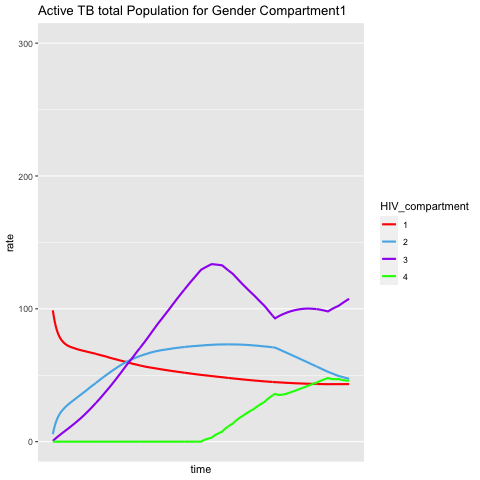 Active TB total Population for Gender Compartment1
300
200
100
0
rate
time
HIV_compartment
1
2
3
4